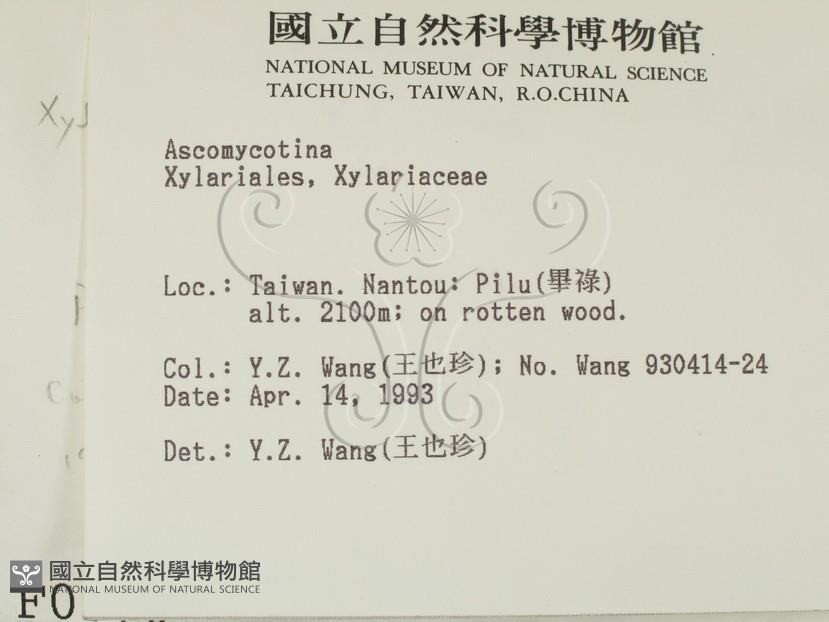 國立自然科學博物館
NATIONAL MUSEUM OF NATURAL SCIENCE
TAICHUNG, TAIWAN, R.O.CHINA
Ascomycotina
Xylariales, Xylariaceae
Loc.: Taiwan. Nantou: Pilu(畢祿)
alt. 2100m; on rotten wood.
Col.: Y.Z. Wang(王也珍); No. Wang 930414-24
Date: Apr. 14, 1993
Det.: Y.Z. Wang(王也珍)
國立自然科學博物館
NATIONAL MUSEUM OF NATURAL SCIENCE
F0